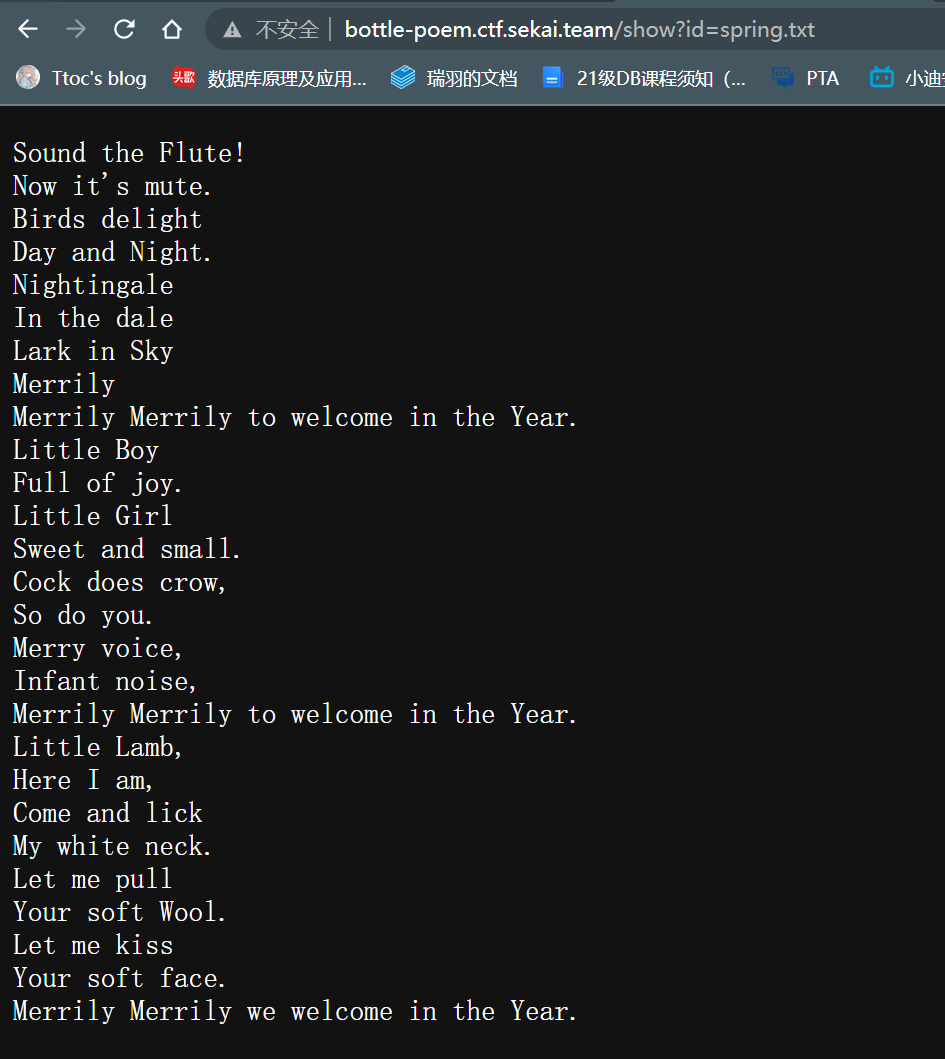 不安全 bottle-poem.ctf.sekai.team/show?id=spring.txt
Ttoc's blog 头歌 数据库原理及应用... 瑞羽的文档 21级DB课程须知（... PTA 小迪
Sound the Flute!
Now it's mute.
Birds delight
Day and Night.
Nightingale
In the dale
Lark in Sky
Merrily
Merrily Merrily to welcome in the Year.
Little Boy
Full of joy.
Little Girl
Sweet and small.
Cock does crow,
So do you.
Merry voice,
Infant noise,
Merrily Merrily to welcome in the Year.
Little Lamb,
Here I am,
Come and lick
My white neck.
Let me pull
Your soft Wool.
Let me kiss
Your soft face.
Merrily Merrily we welcome in the Year.